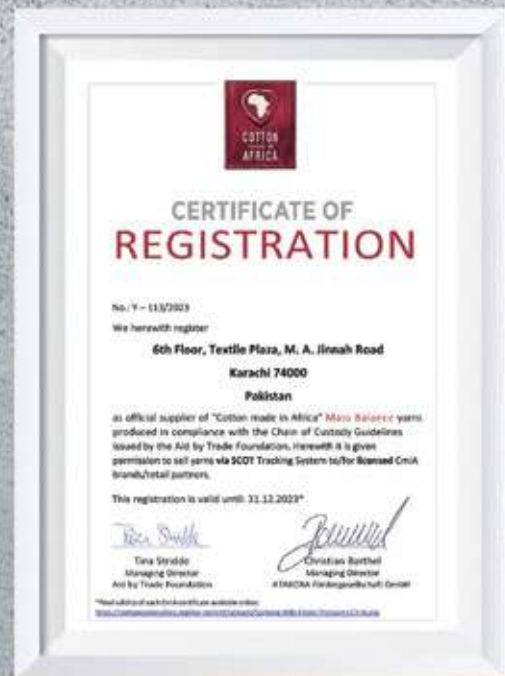 COTTON
AFRICA
CERTIFICATE OF
REGISTRATION
No.: Y – 113/2023
We herewith register
6th Floor, Textile Plaza, M. A. Jinnah Road
Karachi 74000
Pakistan
as official supplier of "Cotton made in Africa" Mass Balance yarns
produced in compliance with the Chain of Custody Guidelines
issued by the Aid by Trade Foundation. Herewith it is given
permission to sell yarns via SCOT Tracking System to/for licensed CmiA
brands/retail partners.
This registration is valid until: 31.12.2023*
Tina Stridde
Managing Director
Aid by Trade Foundation
Christian Barthel
Managing Director
ATAKORA Fördergesellschaft GmbH